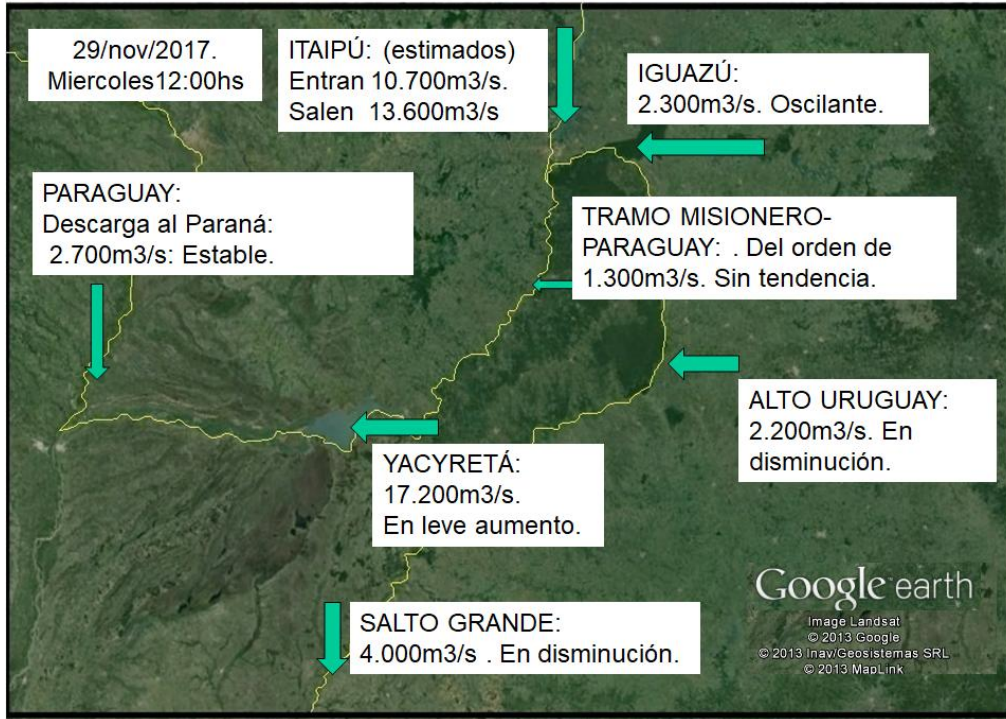 29/nov/2017.
Miercoles12:00hs
ITAIPÚ: (estimados)
Entran 10.700m3/s.
Salen 13.600m3/s
IGUAZÚ:
2.300m3/s. Oscilante.
PARAGUAY:
Descarga al Paraná:
2.700m3/s: Estable.
TRAMO MISIONERO-
PARAGUAY: . Del orden de
1.300m3/s. Sin tendencia.
ALTO URUGUAY:
2.200m3/s. En
disminución.
YACYRETÁ:
17.200m3/s.
En leve aumento.
SALTO GRANDE:
4.000m3/s . En disminución.
Google earth
Image Landsat
© 2013 Google
© 2013 Inav/Geosistemas SRL
© 2013 MapLink